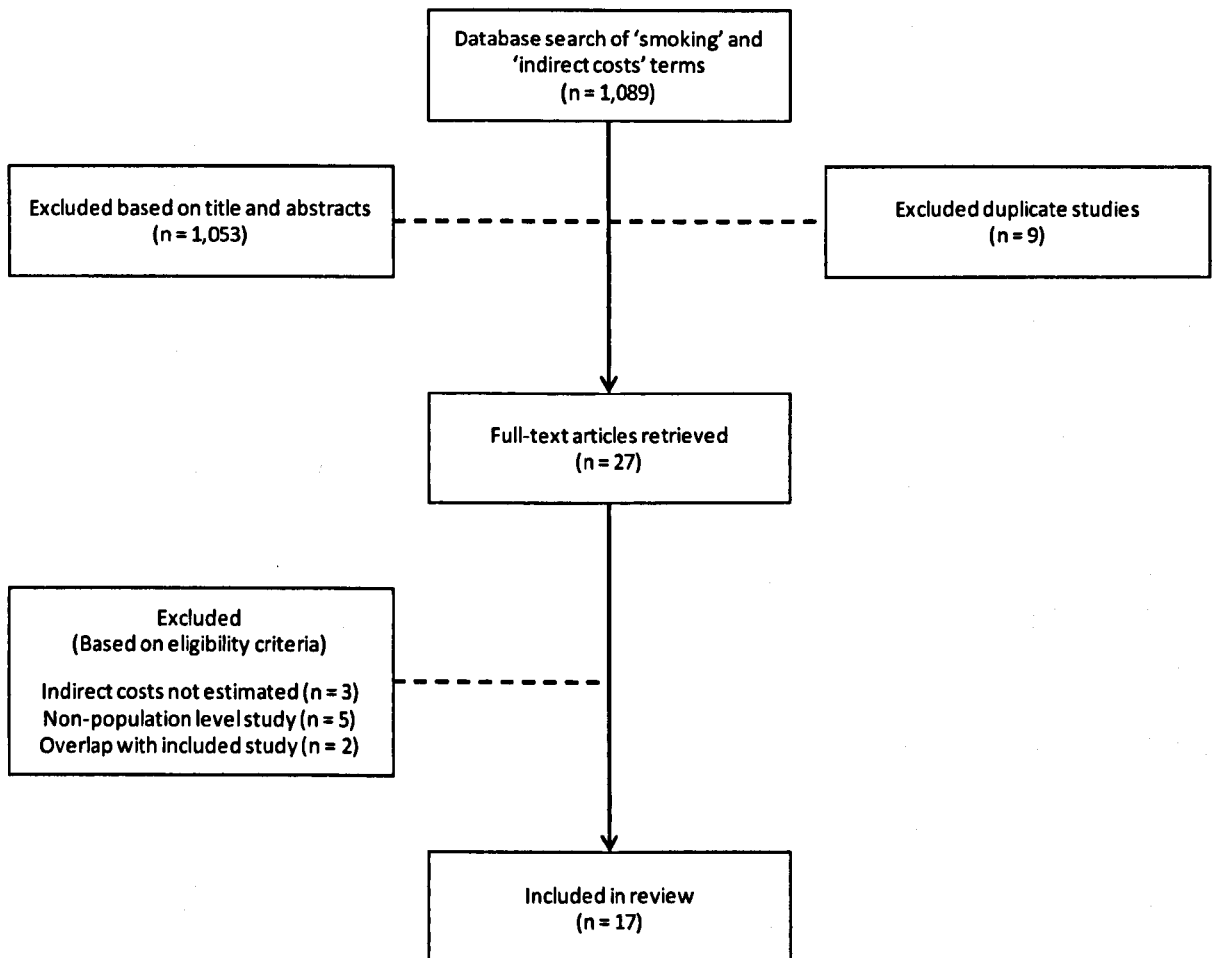 Database search of ‘smoking’ and
‘indirect costs’ terms
(n = 1,089)
Excluded based on title and abstracts
(n = 1,053)
Excluded duplicate studies
(n = 9)
Full-text articles retrieved
(n = 27)
Excluded
(Based on eligibility criteria)
Indirect costs not estimated (n = 3)
Non-population level study (n = 5)
Overlap with included study (n = 2)
Included in review
(n = 17)